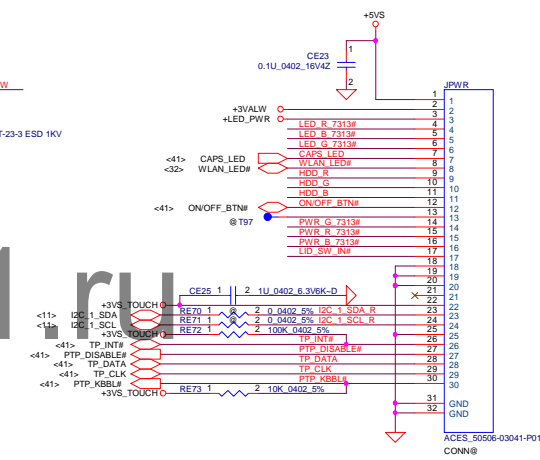 +5VS
CE23
0.1U_0402_16V4Z
1
2
W
T-23-3 ESD 1KV
JPWR
+3VALW
+LED_PWR
LED_R_7313#
LED_B_7313#
LED_G_7313#
<41> CAPS_LED CAPS_LED
<32> WLAN_LED# WLAN_LED#
HDD_R
HDD_G
HDD_B
<41> ON/OFF_BTN# ON/OFF_BTN#
@ T97
PWR_G_7313#
PWR_R_7313#
PWR_B_7313#
LID_SW_IN#
1 1
2 2
3 3
4 4
5 5
6 6
7 7
8 8
9 9
10 10
11 11
12 12
13 13
14 14
15 15
16 16
17 17
18 18
19 19
20 20
21 21
22 22
23 23
24 24
25 25
26 26
27 27
28 28
29 29
30 30
31 GND
32 GND
CE25 1 2 1U_0402_6.3V6K~D
+3VS_TOUCH
<11> I2C_1_SDA RE70 1 @ 2 0_0402_5% I2C_1_SDA_R
<11> I2C_1_SCL RE71 1 @ 2 0_0402_5% I2C_1_SCL_R
+3VS_TOUCH RE72 1 2 100K_0402_5%
<41> TP_INT# TP_INT#
<41> PTP_DISABLE# PTP_DISABLE#
<41> TP_DATA TP_DATA
<41> TP_CLK TP_CLK
<41> PTP_KBBL# PTP_KBBL#
+3VS_TOUCH RE73 1 2 10K_0402_5%
ACES_50506-03041-P01
CONN@
1.ru